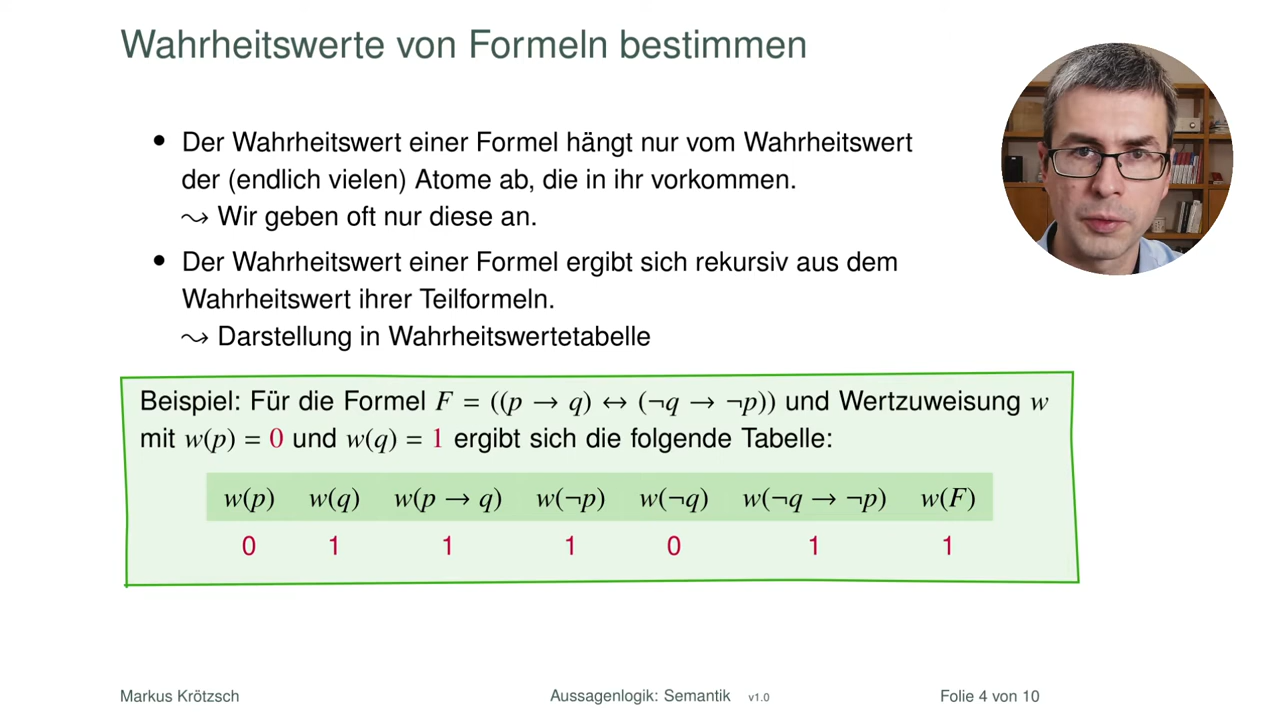 Wahrheitswerte von Formeln bestimmen
• Der Wahrheitswert einer Formel hängt nur vom Wahrheitswert
der (endlich vielen) Atome ab, die in ihr vorkommen.
⇝ Wir geben oft nur diese an.
• Der Wahrheitswert einer Formel ergibt sich rekursiv aus dem
Wahrheitswert ihrer Teilformeln.
⇝ Darstellung in Wahrheitswertetabelle
Beispiel: Für die Formel F = ((p → q) ↔ (¬q → ¬p)) und Wertzuweisung w
mit w(p) = 0 und w(q) = 1 ergibt sich die folgende Tabelle:
w(p) w(q) w(p → q) w(¬p) w(¬q) w(¬q → ¬p) w(F)
0 1 1 1 0 1 1
Markus Krötzsch Aussagenlogik: Semantik v1.0 Folie 4 von 10